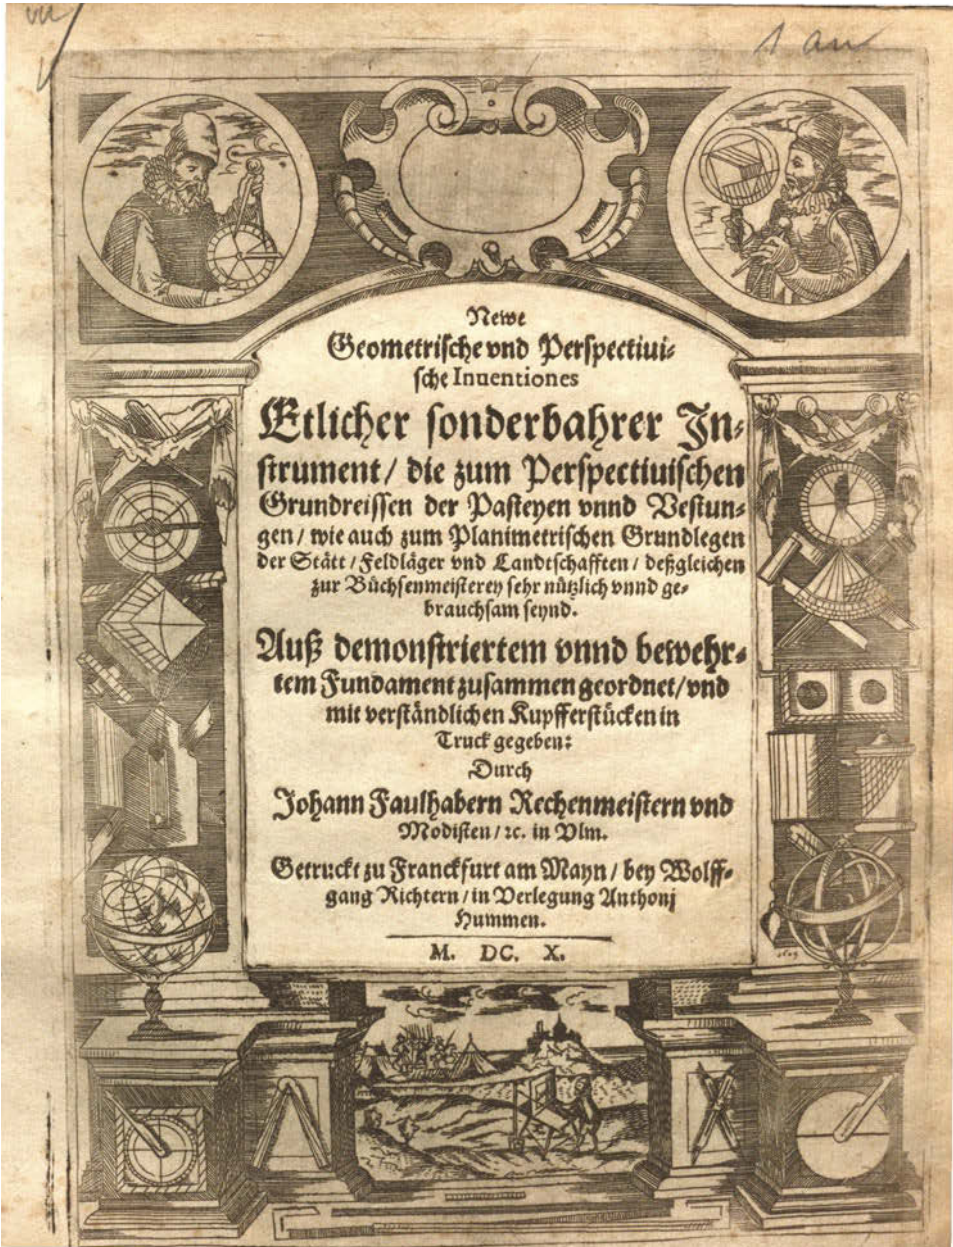 Newe
Geometrische vnd Perspectiui⸗
sche Inuentiones
Etlicher sonderbahrer In⸗
strument/ die zum Perspectiuischen
Grundreissen der Pasteyen vnnd Vestun⸗
gen/ wie auch zum Planimetrischen Grundlegen
der Stätt/ Feldläger vnd Landtschafften/ deßgleichen
zur Büchsenmeisterey sehr nützlich vnnd ge⸗
brauchsam seynd.
Auß demonstriertem vnnd bewehr⸗
tem Fundament zusammen geordnet/ vnd
mit verständlichen Kupfferstücken in
Truck gegeben:
Durch
Johann Faulhabern Rechenmeistern vnd
Modisten/ ꝛc. in Vlm.
Getruckt zu Franckfurt am Mayn/ bey Wolff⸗
gang Richtern/ in Verlegung Anthonj
Hummen.
M. DC. X.